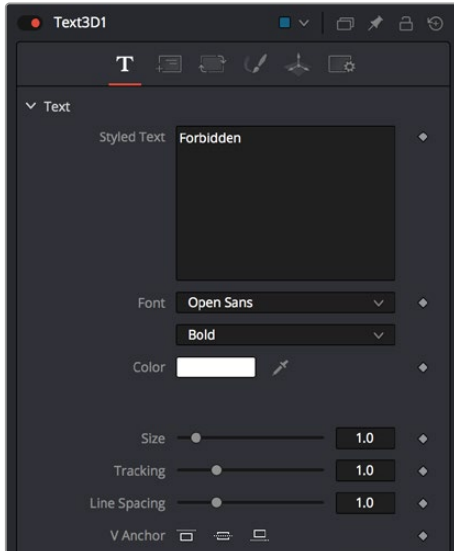 Text3D1
T
Text
Styled Text Forbidden
Font Open Sans
Bold
Color
Size 1.0
Tracking 1.0
Line Spacing 1.0
V Anchor